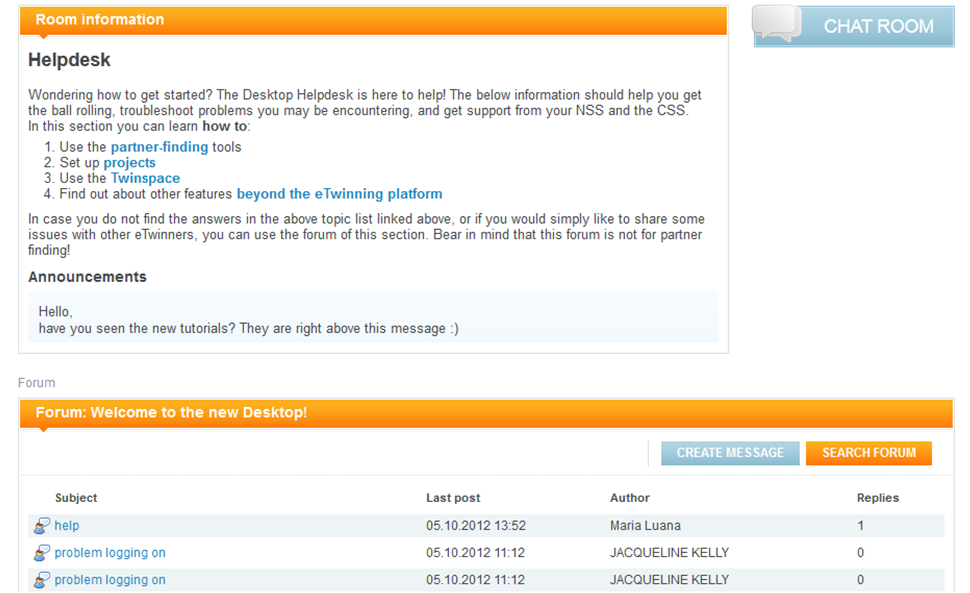 Room information
CHAT ROOM
Helpdesk
Wondering how to get started? The Desktop Helpdesk is here to help! The below information should help you get
the ball rolling, troubleshoot problems you may be encountering, and get support from your NSS and the CSS.
In this section you can learn how to:
1. Use the partner-finding tools
2. Set up projects
3. Use the Twinspace
4. Find out about other features beyond the eTwinning platform
In case you do not find the answers in the above topic list linked above, or if you would simply like to share some
issues with other eTwinners, you can use the forum of this section. Bear in mind that this forum is not for partner
finding!
Announcements
Hello,
have you seen the new tutorials? They are right above this message :)
Forum
Forum: Welcome to the new Desktop!
CREATE MESSAGE SEARCH FORUM
Subject Last post Author Replies
help 05.10.2012 13:52 Maria Luana 1
problem logging on 05.10.2012 11:12 JACQUELINE KELLY 0
problem logging on 05.10.2012 11:12 JACQUELINE KELLY 0